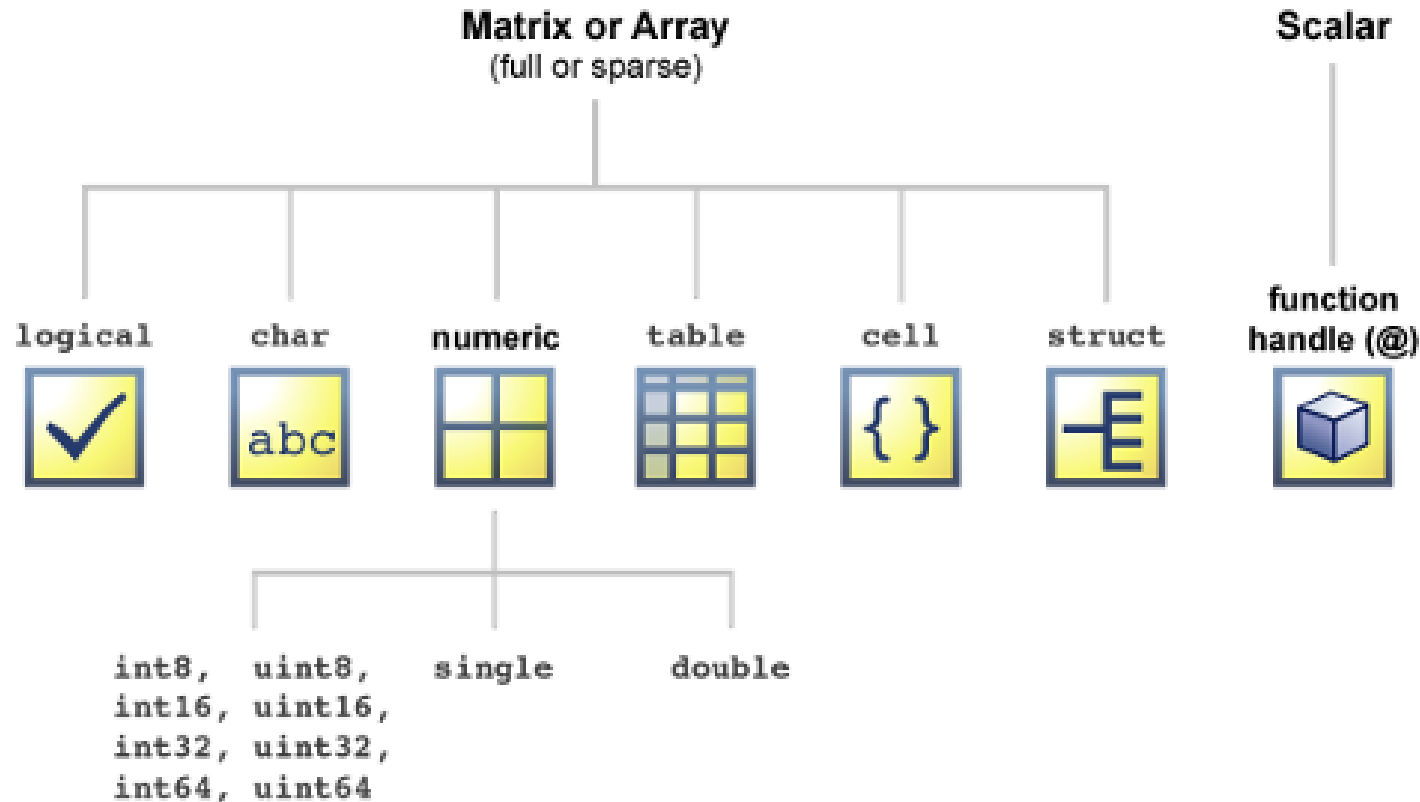 Matrix or Array
(full or sparse)
Scalar
logical
char
numeric
table
cell
struct
function
handle (@)
abc
{ }
int8, uint8,
int16, uint16,
int32, uint32,
int64, uint64
single
double